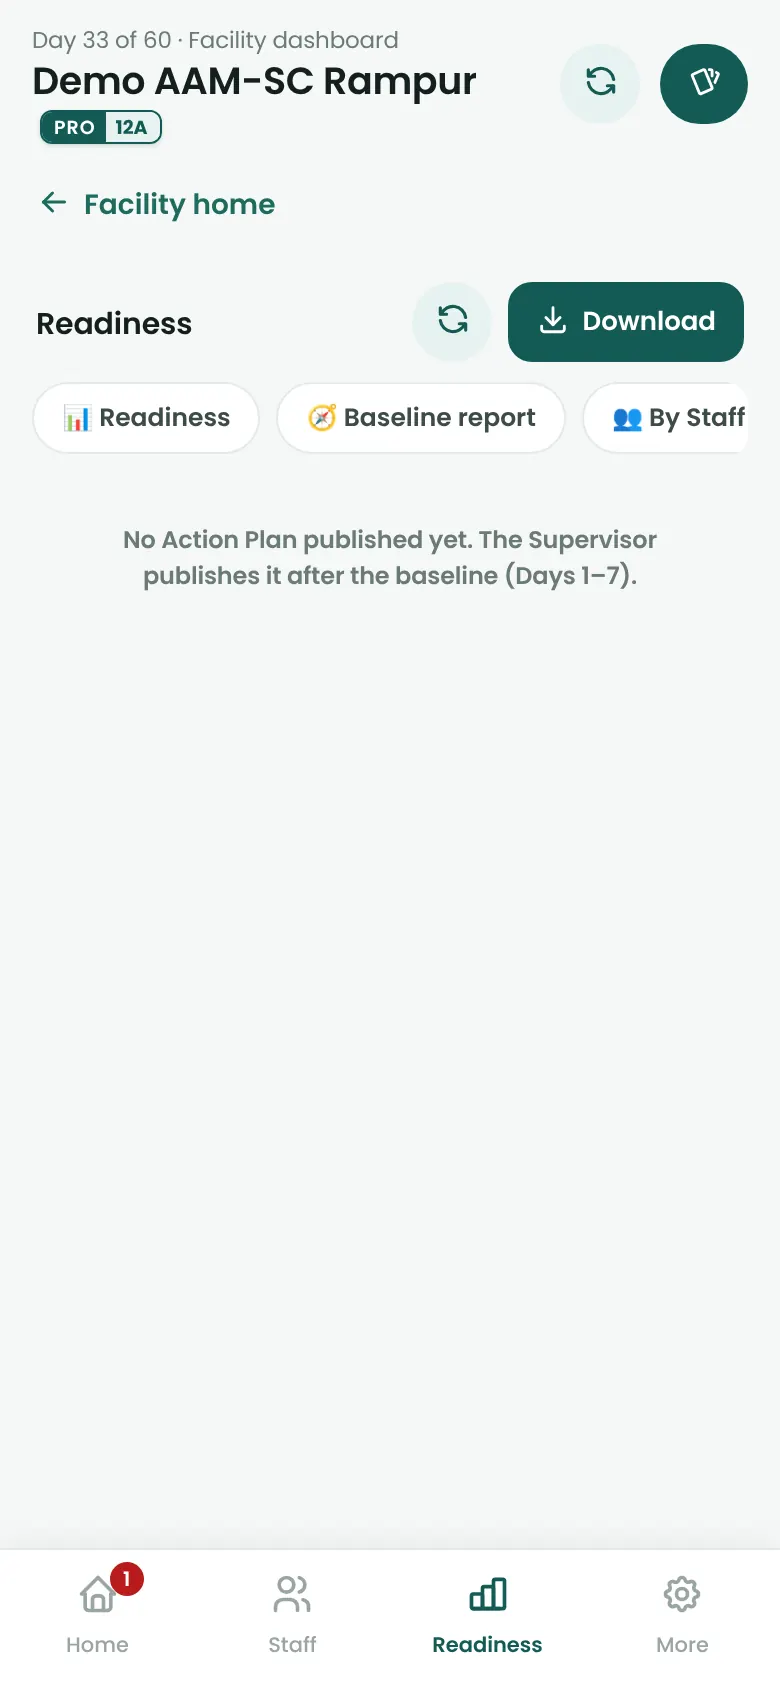 Day 33 of 60 · Facility dashboard
Demo AAM-SC Rampur
PRO 12A
Facility home
Readiness
Download
Readiness
Baseline report
By Staff
No Action Plan published yet. The Supervisor
publishes it after the baseline (Days 1–7).
1
Home
Staff
Readiness
More